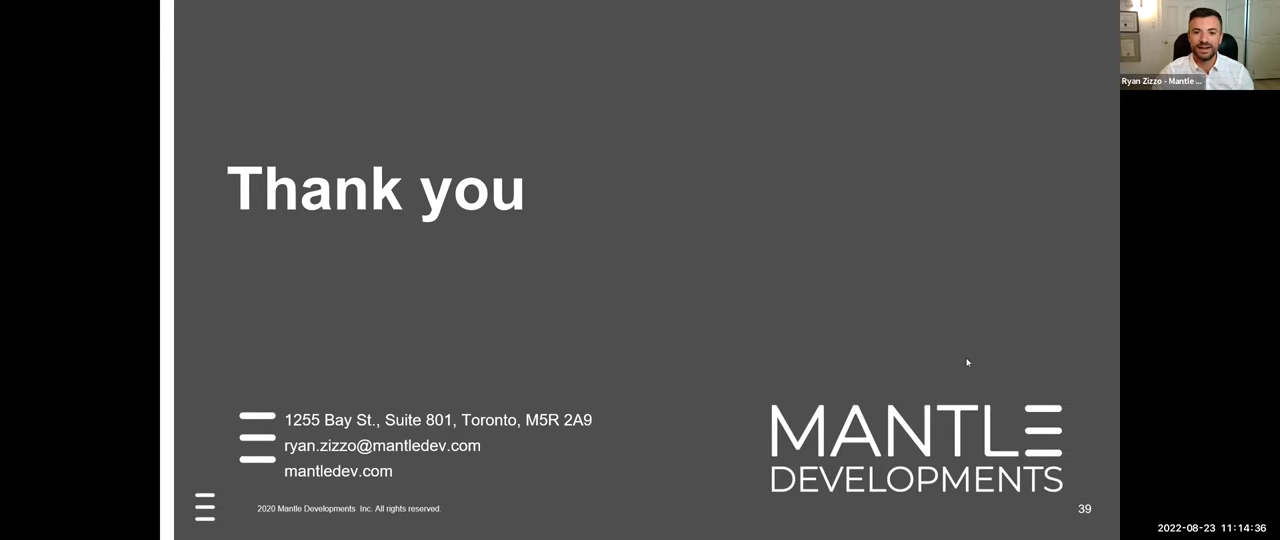 Thank you
1255 Bay St., Suite 801, Toronto, M5R 2A9
ryan.zizzo@mantledev.com
mantledev.com
MANTLE
DEVELOPMENTS
2020 Mantle Developments Inc. All rights reserved.
39
Ryan Zizzo - Mantle ...
2022-08-23 11:14:36